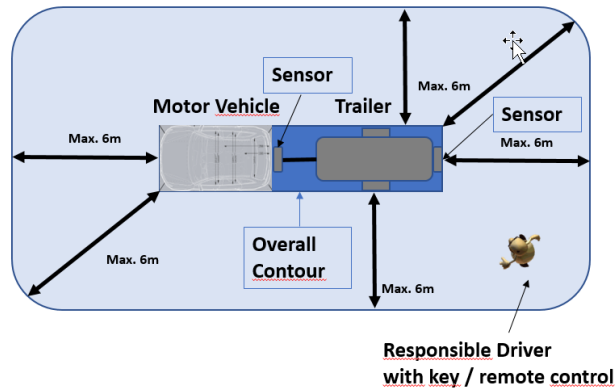 Max. 6m
Sensor
Motor Vehicle
Trailer
Sensor
Max. 6m
Max. 6m
Max. 6m
Overall
Contour
Max. 6m
Responsible Driver
with key / remote control